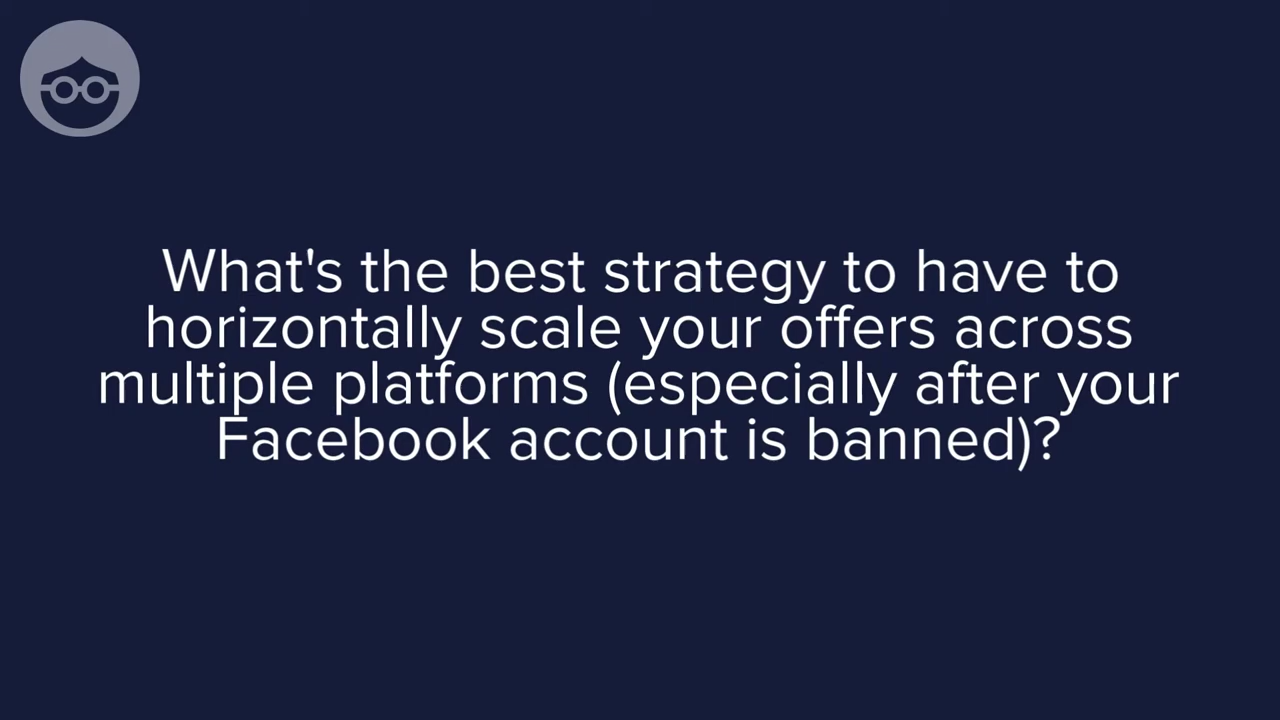 What's the best strategy to have to
horizontally scale your offers across
multiple platforms (especially after your
Facebook account is banned)?